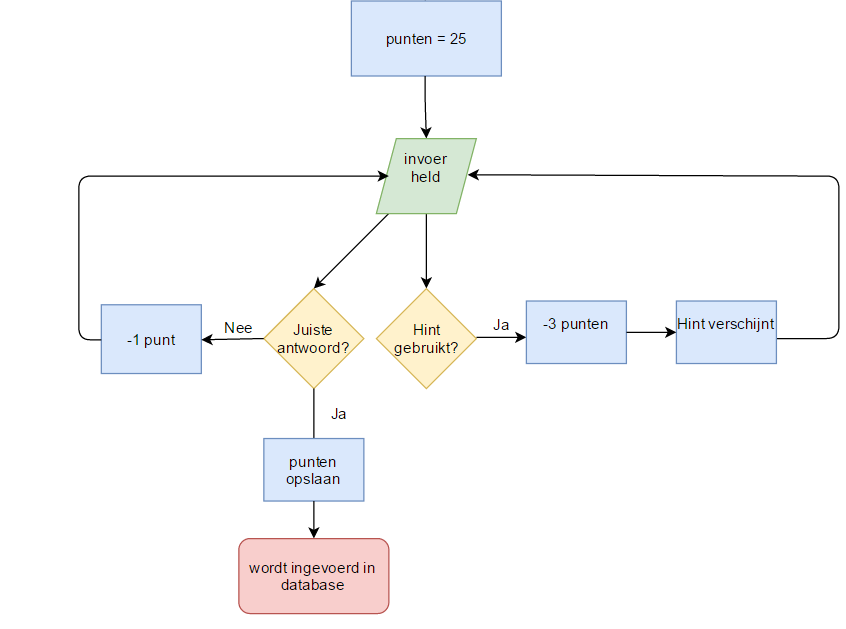 punten = 25
invoer
held
Juiste
antwoord?
Nee
-1 punt
Hint
gebruikt?
Ja
-3 punten
Hint verschijnt
Ja
punten
opslaan
wordt ingevoerd in
database